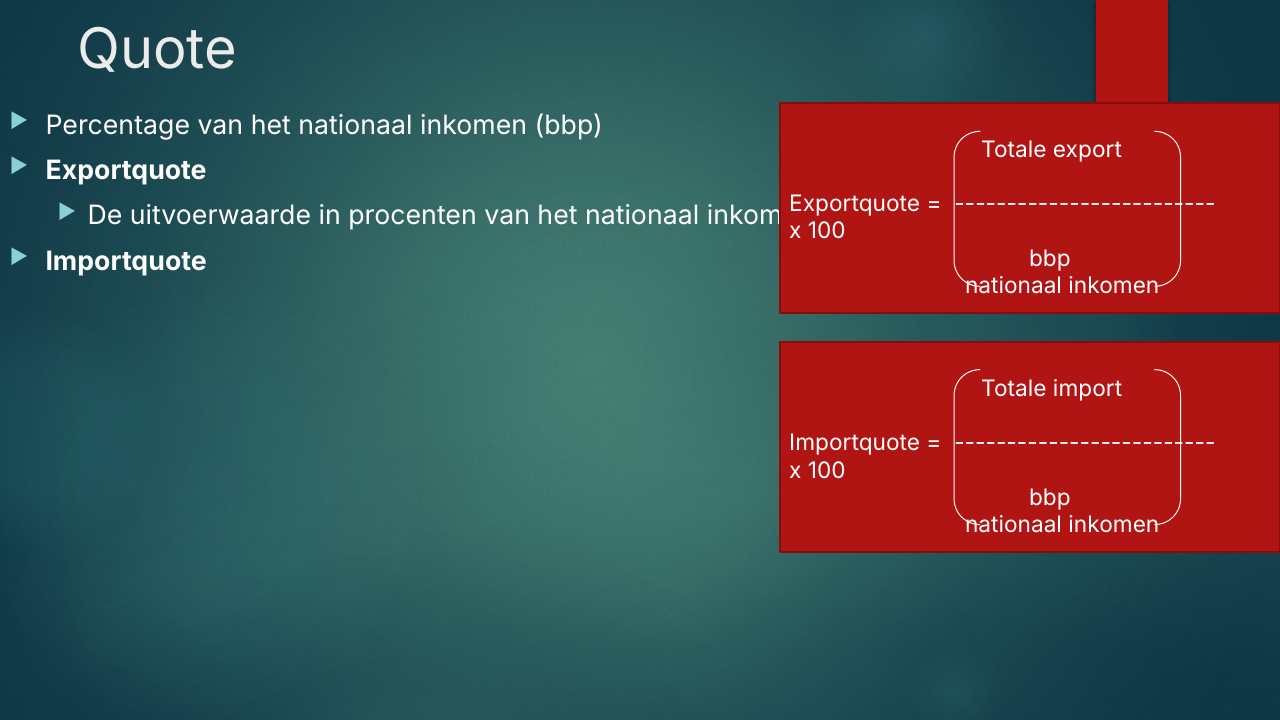 Quote
Percentage van het nationaal inkomen (bbp)
Exportquote
De uitvoerwaarde in procenten van het nationaal inkom
Importquote
Totale export
Exportquote = -------------------------
x 100
bbp
nationaal inkomen
Totale import
Importquote = -------------------------
x 100
bbp
nationaal inkomen